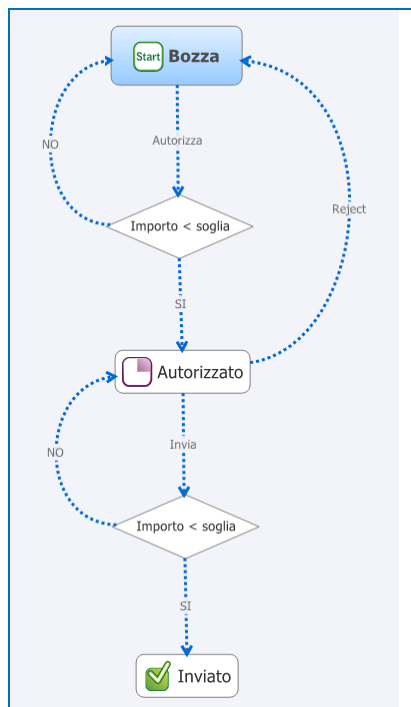 Start Bozza
NO
Autorizza
Reject
Importo < soglia
SI
Autorizzato
Invia
NO
Importo < soglia
SI
Inviato